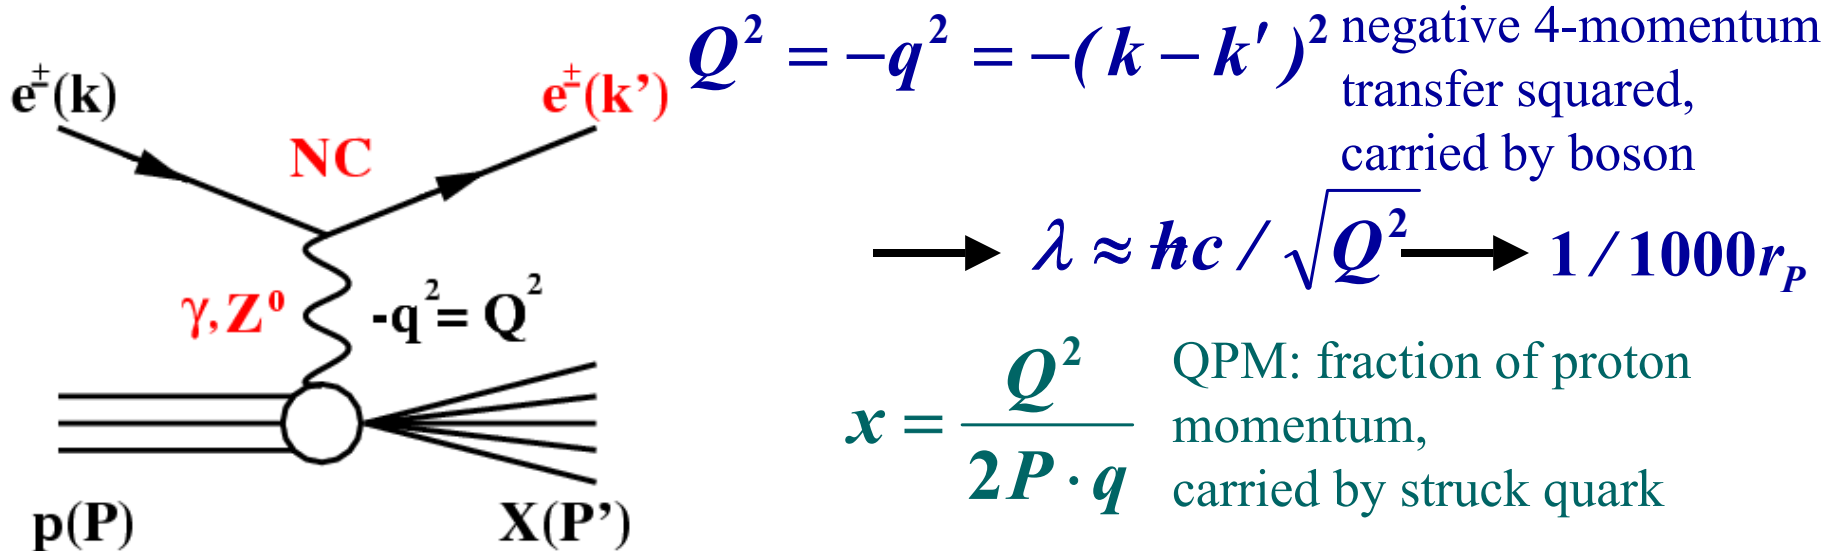 e±(k)
e±(k’)
NC
γ, Z⁰
-q²= Q²
p(P)
X(P’)
Q² = −q² = −(k − k′)²
negative 4-momentum
transfer squared,
carried by boson
λ ≈ ħc / √Q² → 1 / 1000r_P
x = Q² / 2P · q
QPM: fraction of proton
momentum,
carried by struck quark